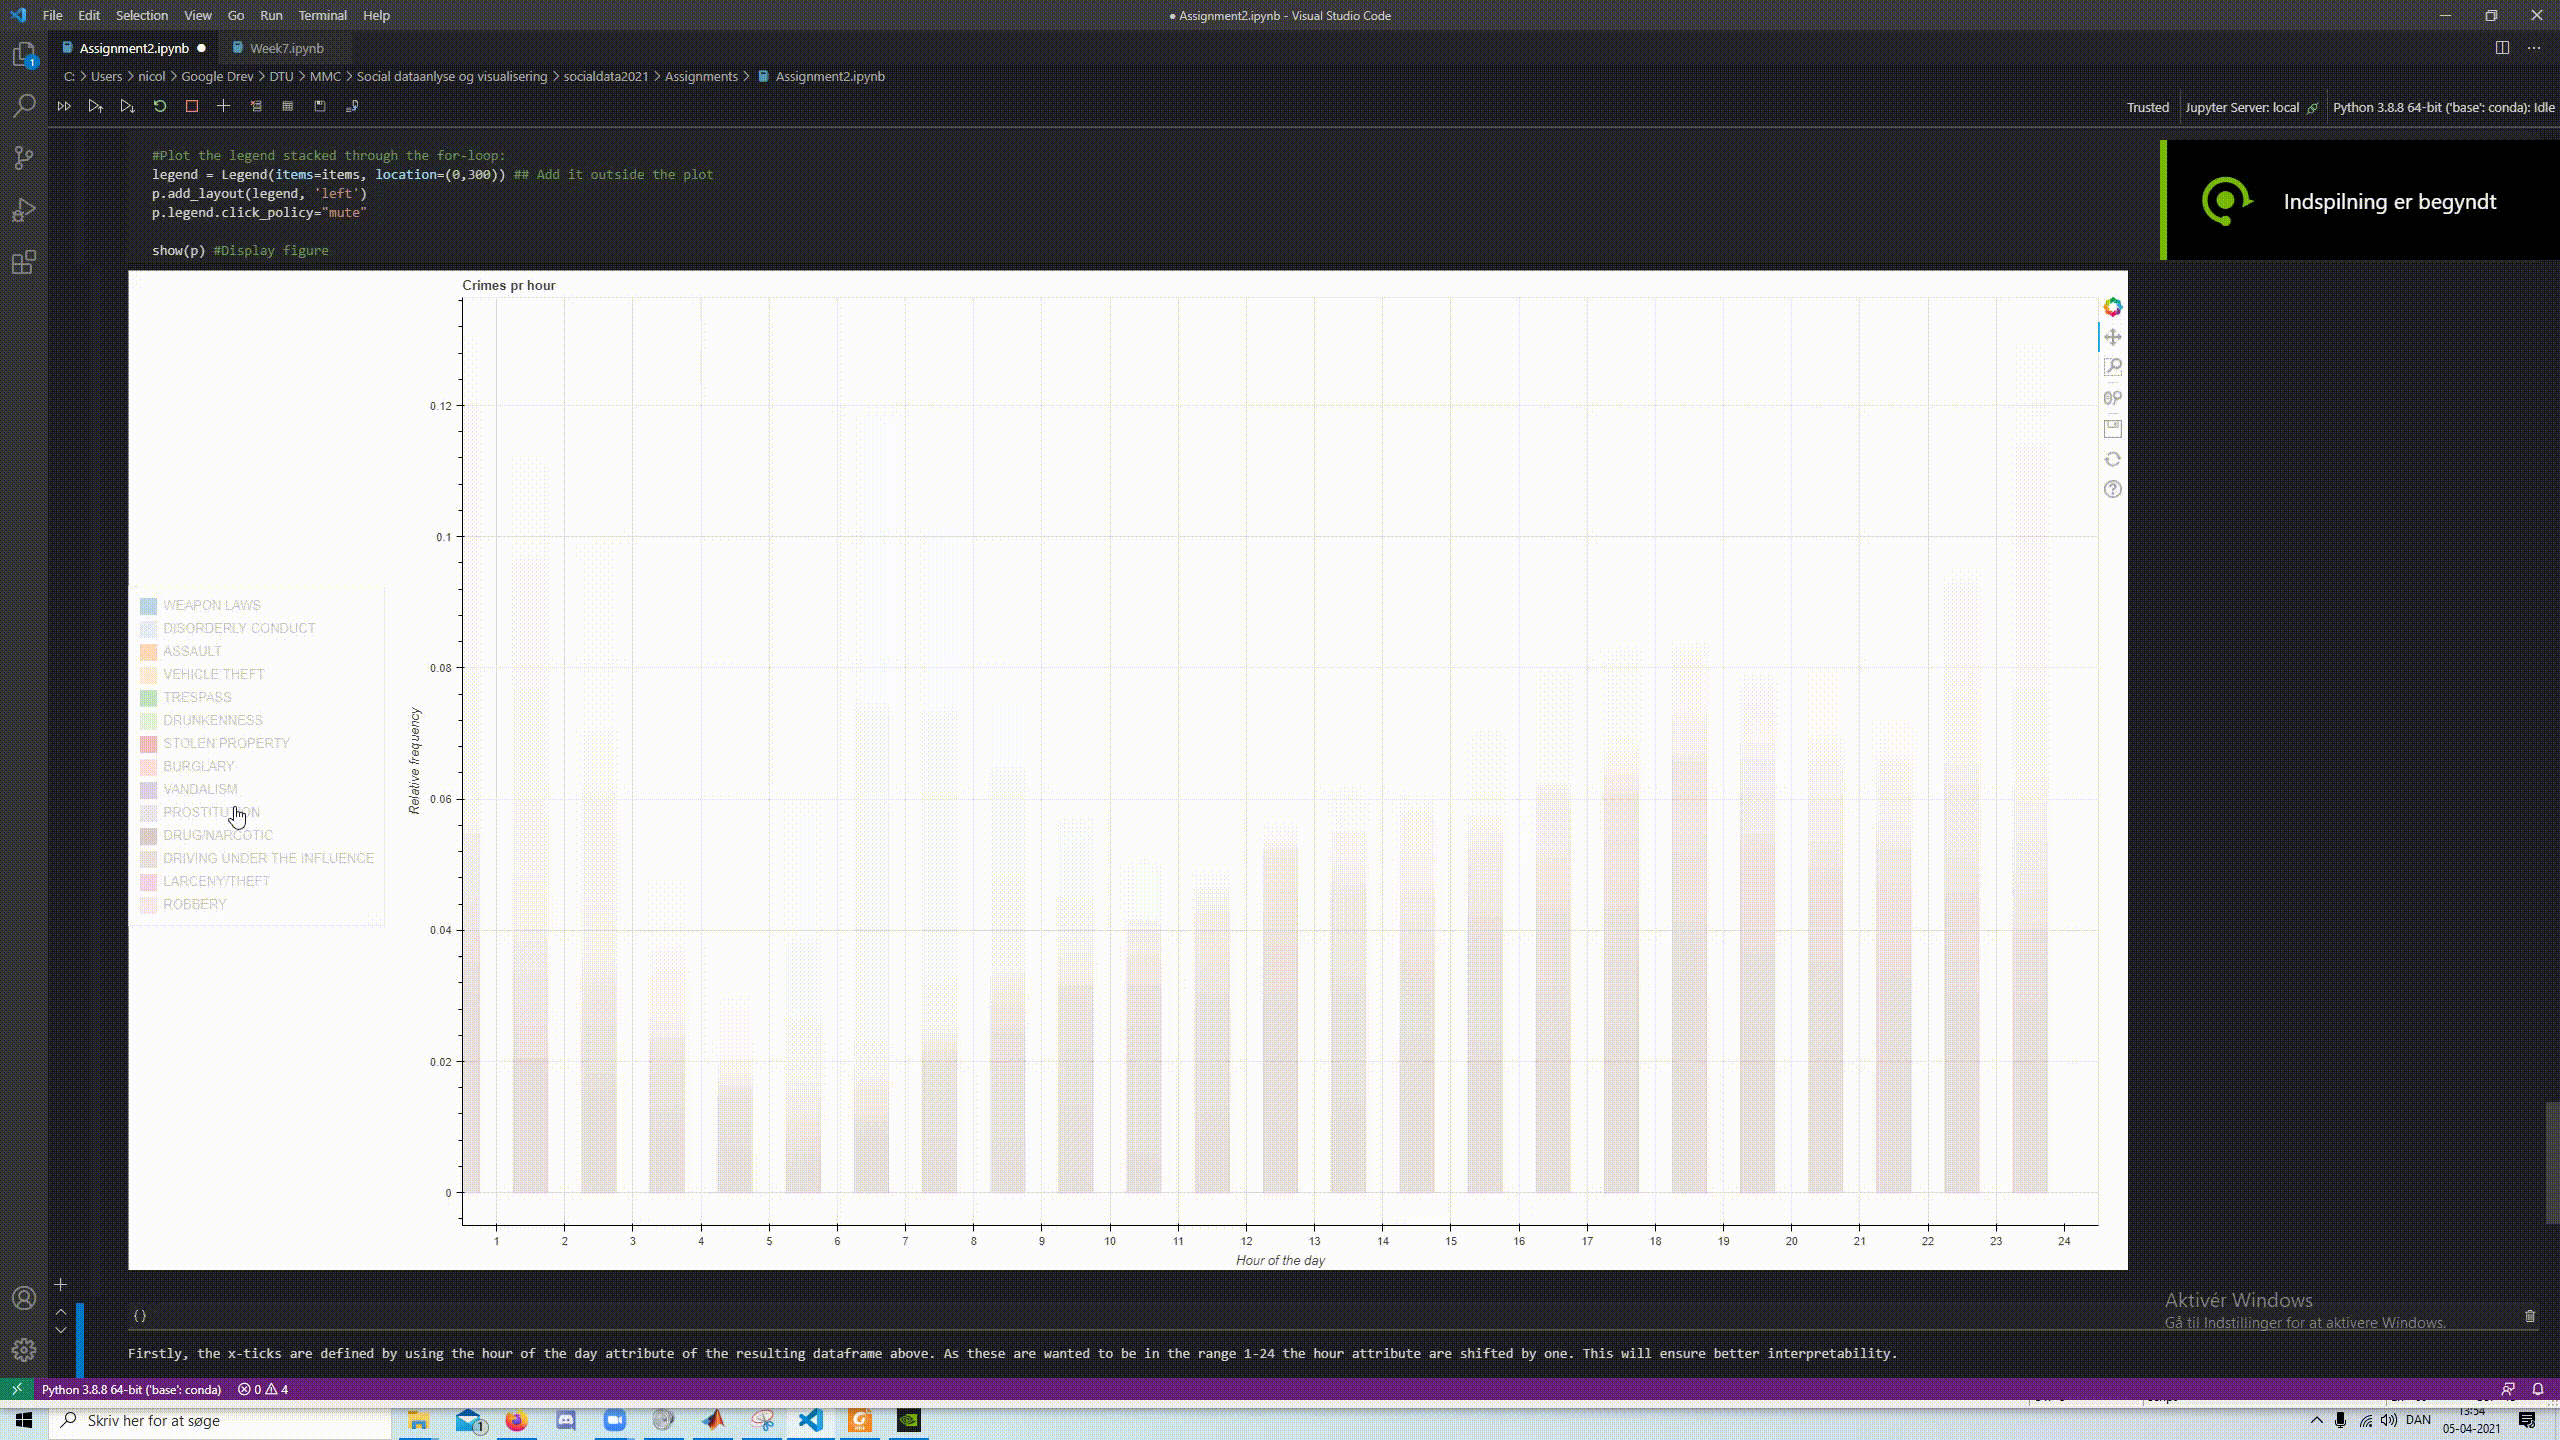 File Edit Selection View Go Run Terminal Help
● Assignment2.ipynb - Visual Studio Code
Assignment2.ipynb
Week7.ipynb
C: > Users > nicol > Google Drev > DTU > MMC > Social dataanlyse og visualisering > socialdata2021 > Assignments > Assignment2.ipynb
Trusted
Jupyter Server: local
Python 3.8.8 64-bit ('base': conda): Idle
#Plot the legend stacked through the for-loop:
legend = Legend(items=items, location=(0,300)) ## Add it outside the plot
p.add_layout(legend, 'left')
p.legend.click_policy="mute"
show(p) #Display figure
Indspilning er begyndt
Crimes pr hour
0.12
0.1
0.08
0.06
0.04
0.02
0
Relative frequency
WEAPON LAWS
DISORDERLY CONDUCT
ASSAULT
VEHICLE THEFT
TRESPASS
DRUNKENNESS
STOLEN PROPERTY
BURGLARY
VANDALISM
PROSTITUTION
DRUG/NARCOTIC
DRIVING UNDER THE INFLUENCE
LARCENY/THEFT
ROBBERY
1 2 3 4 5 6 7 8 9 10 11 12 13 14 15 16 17 18 19 20 21 22 23 24
Hour of the day
{}
Aktivér Windows
Gå til Indstillinger for at aktivere Windows.
Firstly, the x-ticks are defined by using the hour of the day attribute of the resulting dataframe above. As these are wanted to be in the range 1-24 the hour attribute are shifted by one. This will ensure better interpretability.
Python 3.8.8 64-bit ('base': conda)
0
4
Skriv her for at søge
1
1
DAN
13:54
05-04-2021